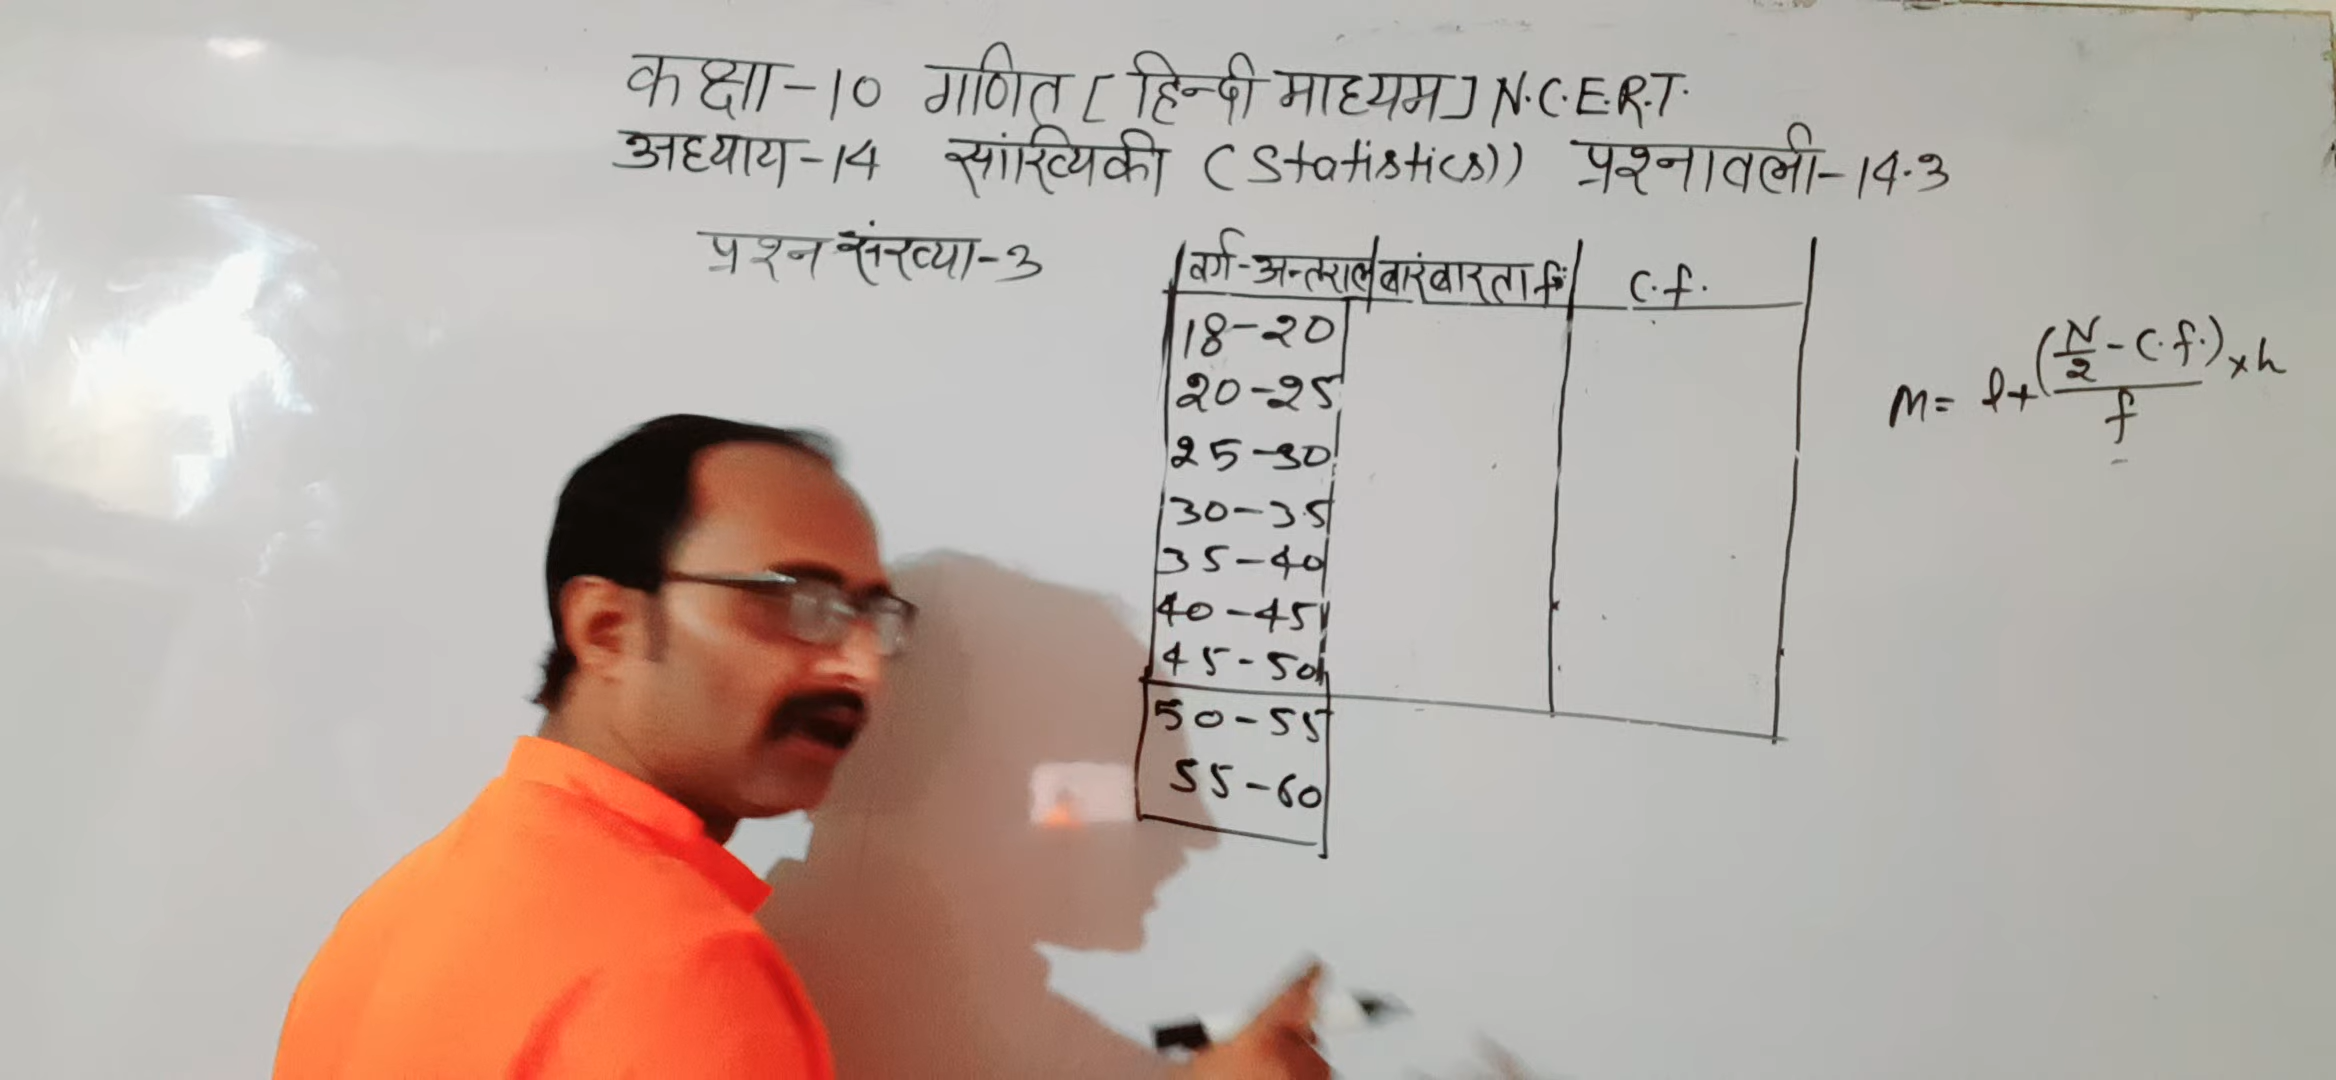 कक्षा-10 गणित [हिन्दी माध्यम] N.C.E.R.T.
अध्याय-14 सांख्यिकी (Statistics)) प्रश्नावली-14.3
प्रश्न संख्या-3
वर्ग-अन्तराल बारंबारता fi C.f.
18-20
20-25
25-30
30-35
35-40
40-45
45-50
50-55
55-60
M = l + (N/2 - C.f.)/f × h